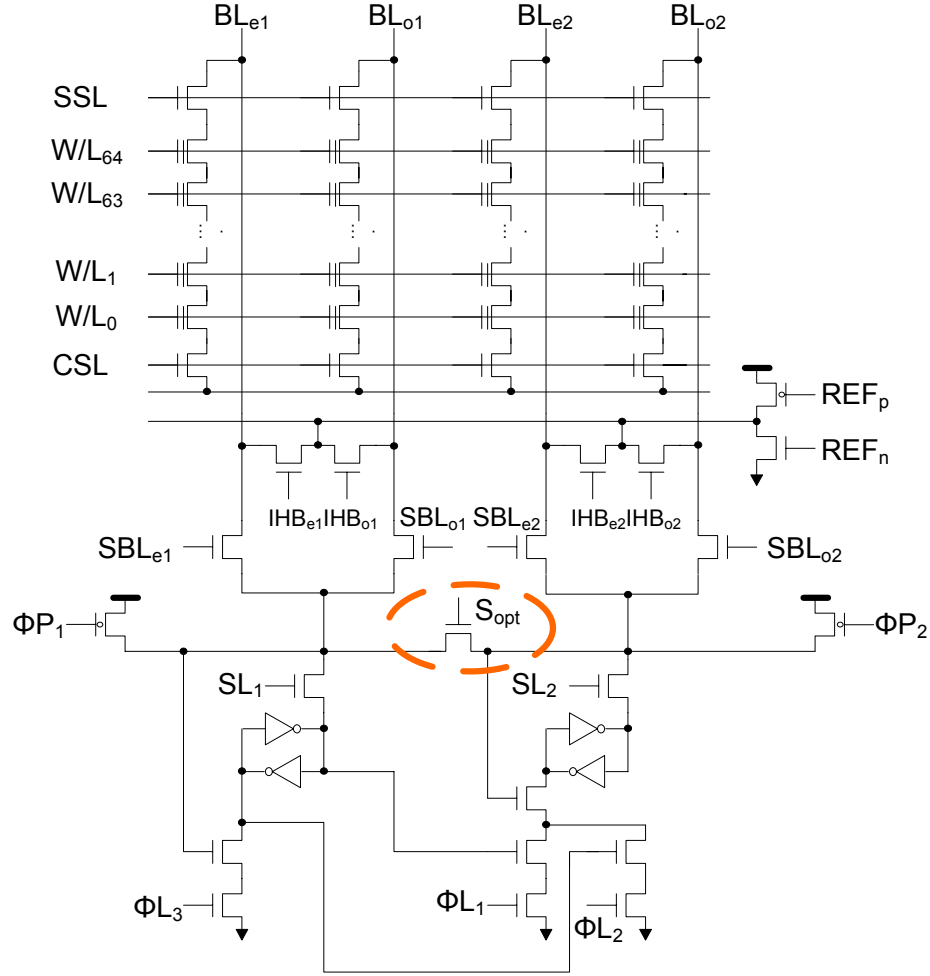 BLe1 BLo1 BLe2 BLo2
SSL
W/L64
W/L63
W/L1
W/L0
CSL
REFp
REFn
IHBe1 IHBo1 IHBe2 IHBo2
SBLe1 SBLo1 SBLe2 SBLo2
ΦP1 Sopt ΦP2
SL1 SL2
ΦL3 ΦL1 ΦL2